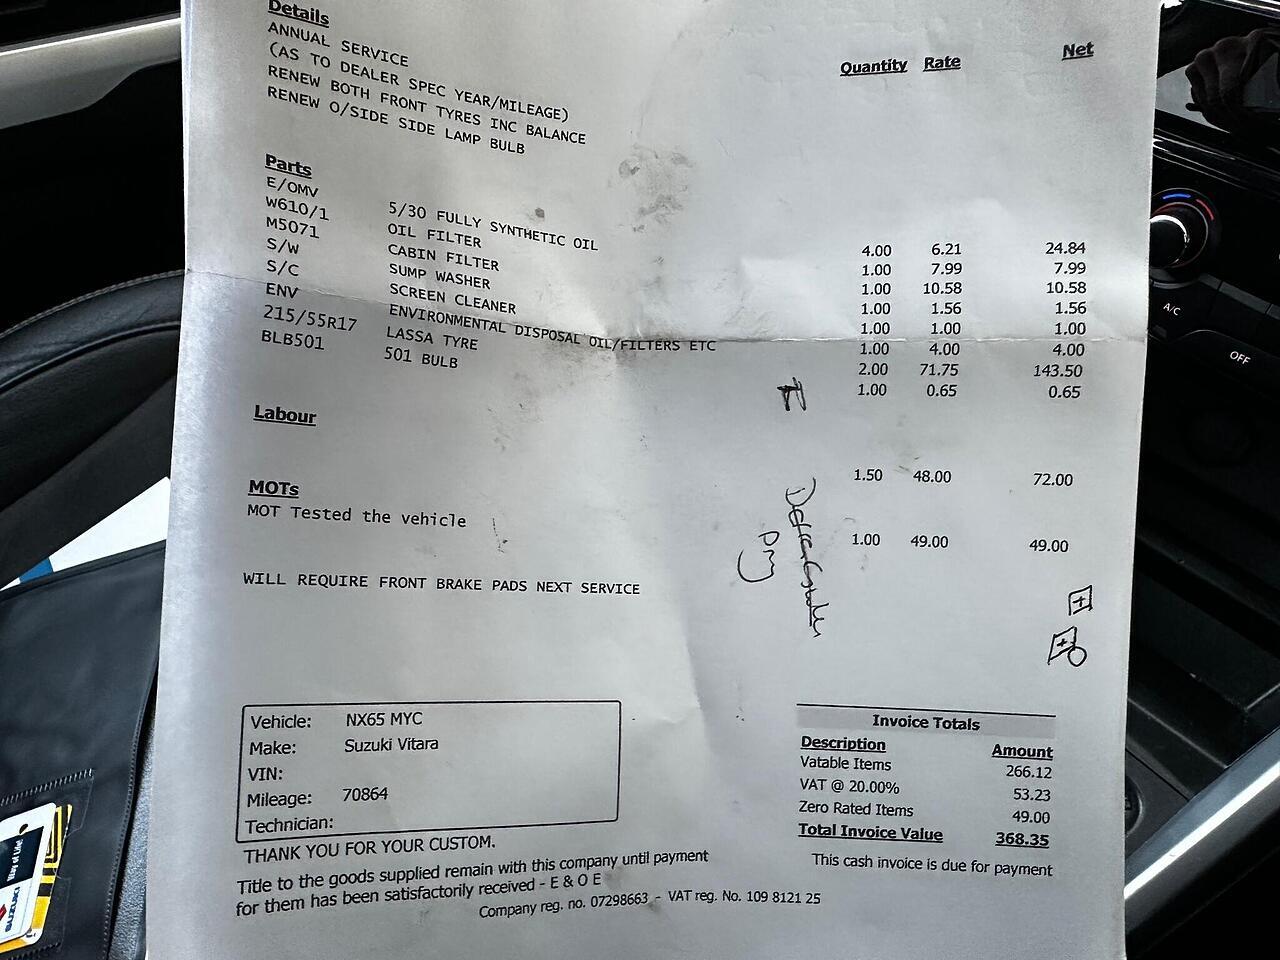 Details
Quantity Rate Net
ANNUAL SERVICE
(AS TO DEALER SPEC YEAR/MILEAGE)
RENEW BOTH FRONT TYRES INC BALANCE
RENEW O/SIDE SIDE LAMP BULB
Parts
E/OMV 5/30 FULLY SYNTHETIC OIL 4.00 6.21 24.84
W610/1 OIL FILTER 1.00 7.99 7.99
M5071 CABIN FILTER 1.00 10.58 10.58
S/W SUMP WASHER 1.00 1.56 1.56
S/C SCREEN CLEANER 1.00 1.00 1.00
ENV ENVIRONMENTAL DISPOSAL OIL/FILTERS ETC 1.00 4.00 4.00
215/55R17 LASSA TYRE 2.00 71.75 143.50
BLB501 501 BULB 1.00 0.65 0.65
Labour
1.50 48.00 72.00
MOTs
MOT Tested the vehicle 1.00 49.00 49.00
WILL REQUIRE FRONT BRAKE PADS NEXT SERVICE
Vehicle: NX65 MYC
Make: Suzuki Vitara
VIN:
Mileage: 70864
Technician:
Invoice Totals
Description Amount
Vatable Items 266.12
VAT @ 20.00% 53.23
Zero Rated Items 49.00
Total Invoice Value 368.35
This cash invoice is due for payment
THANK YOU FOR YOUR CUSTOM.
Title to the goods supplied remain with this company until payment
for them has been satisfactorily received - E & O E
Company reg. no. 07298663 - VAT reg. No. 109 8121 25
A/C
OFF
Way of Life!
SUZUKI